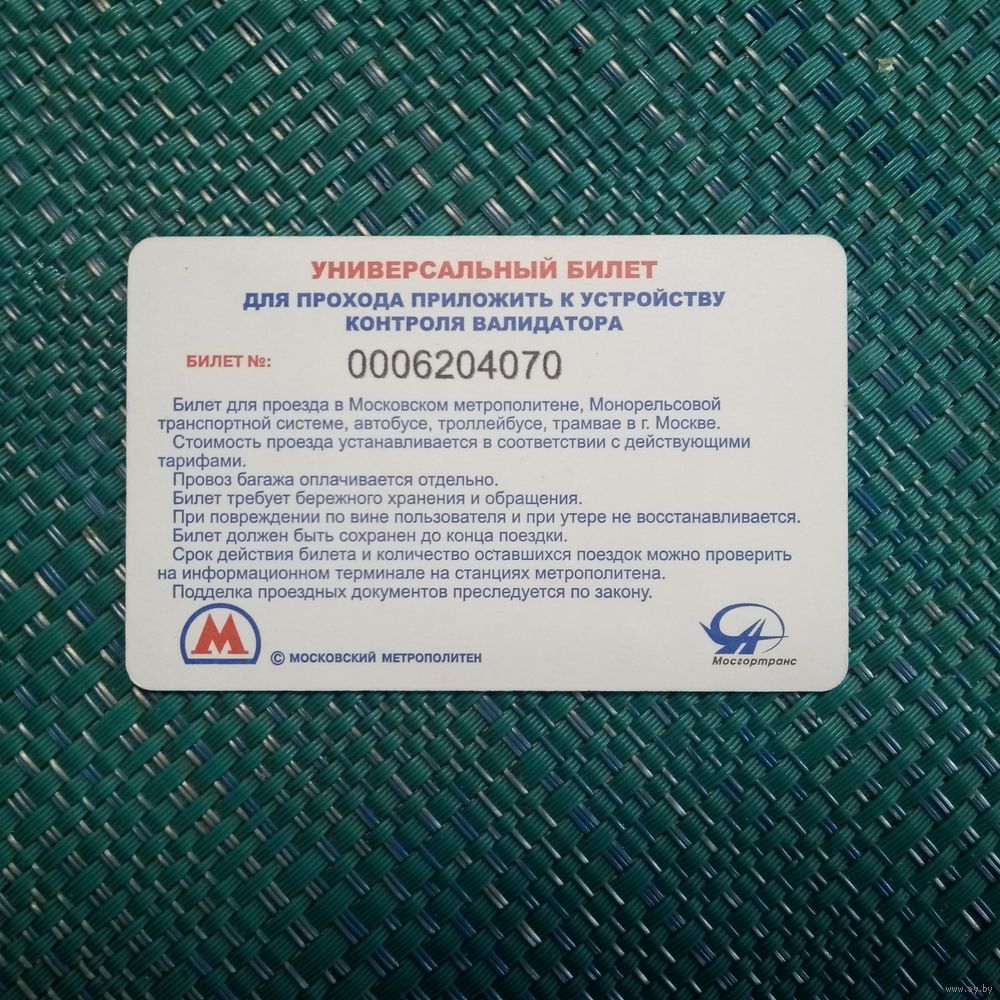 УНИВЕРСАЛЬНЫЙ БИЛЕТ
ДЛЯ ПРОХОДА ПРИЛОЖИТЬ К УСТРОЙСТВУ
КОНТРОЛЯ ВАЛИДАТОРА
БИЛЕТ №: 0006204070
Билет для проезда в Московском метрополитене, Монорельсовой
транспортной системе, автобусе, троллейбусе, трамвае в г. Москве.
Стоимость проезда устанавливается в соответствии с действующими
тарифами.
Провоз багажа оплачивается отдельно.
Билет требует бережного хранения и обращения.
При повреждении по вине пользователя и при утере не восстанавливается.
Билет должен быть сохранен до конца поездки.
Срок действия билета и количество оставшихся поездок можно проверить
на информационном терминале на станциях метрополитена.
Подделка проездных документов преследуется по закону.
М
© МОСКОВСКИЙ МЕТРОПОЛИТЕН
Мосгортранс
www.ay.by